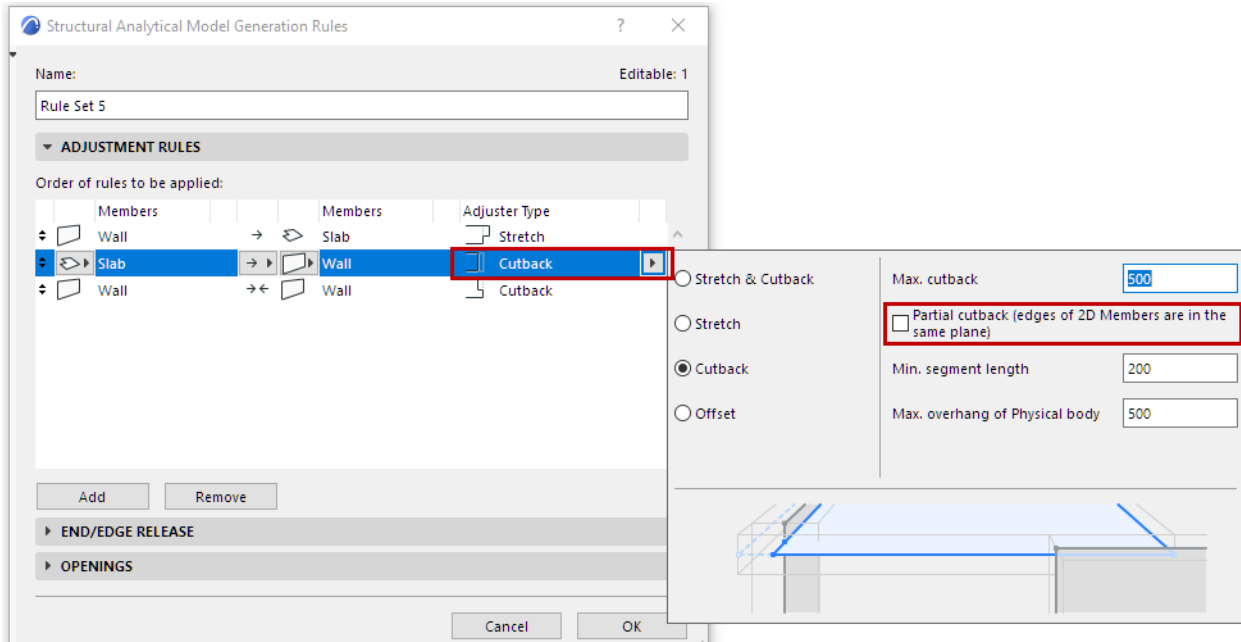 Structural Analytical Model Generation Rules
?
Name:
Editable: 1
Rule Set 5
ADJUSTMENT RULES
Order of rules to be applied:
Members Members Adjuster Type
Wall Slab Stretch
Slab Wall Cutback
Wall Wall Cutback
Add Remove
END/EDGE RELEASE
OPENINGS
Cancel OK
Stretch & Cutback
Stretch
Cutback
Offset
Max. cutback 500
Partial cutback (edges of 2D Members are in the
same plane)
Min. segment length 200
Max. overhang of Physical body 500